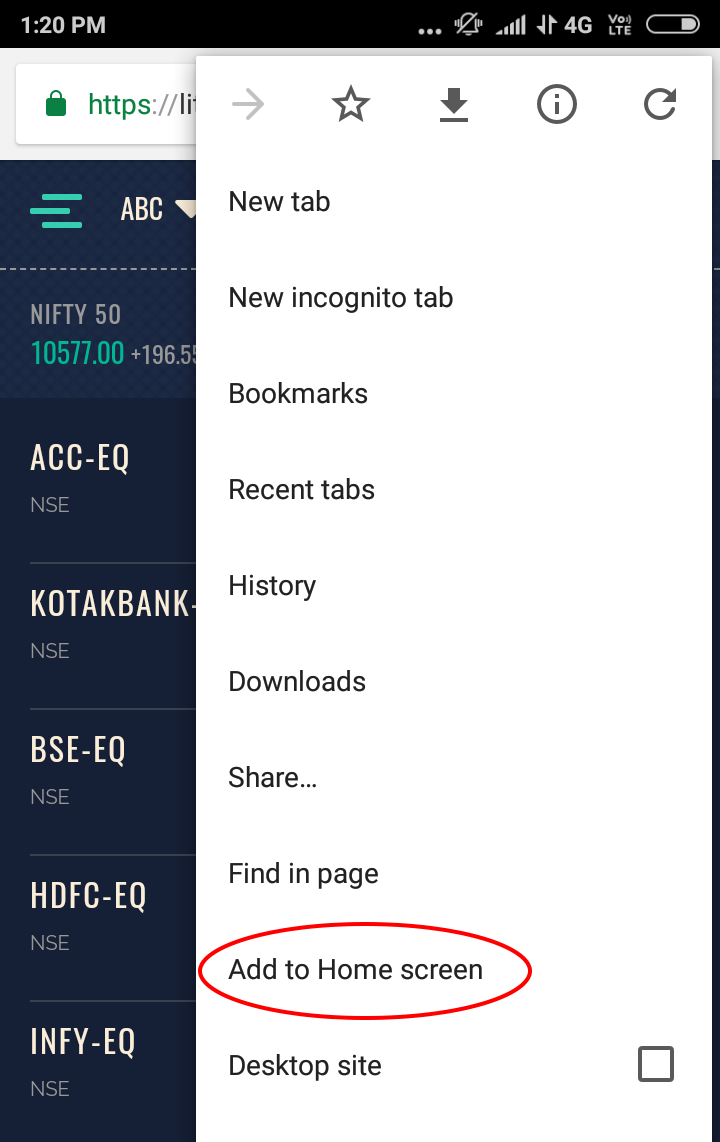 1:20 PM
4G
Vo))
LTE
https://li
ABC
NIFTY 50
10577.00 +196.55
ACC-EQ
NSE
KOTAKBANK-
NSE
BSE-EQ
NSE
HDFC-EQ
NSE
INFY-EQ
NSE
New tab
New incognito tab
Bookmarks
Recent tabs
History
Downloads
Share…
Find in page
Add to Home screen
Desktop site